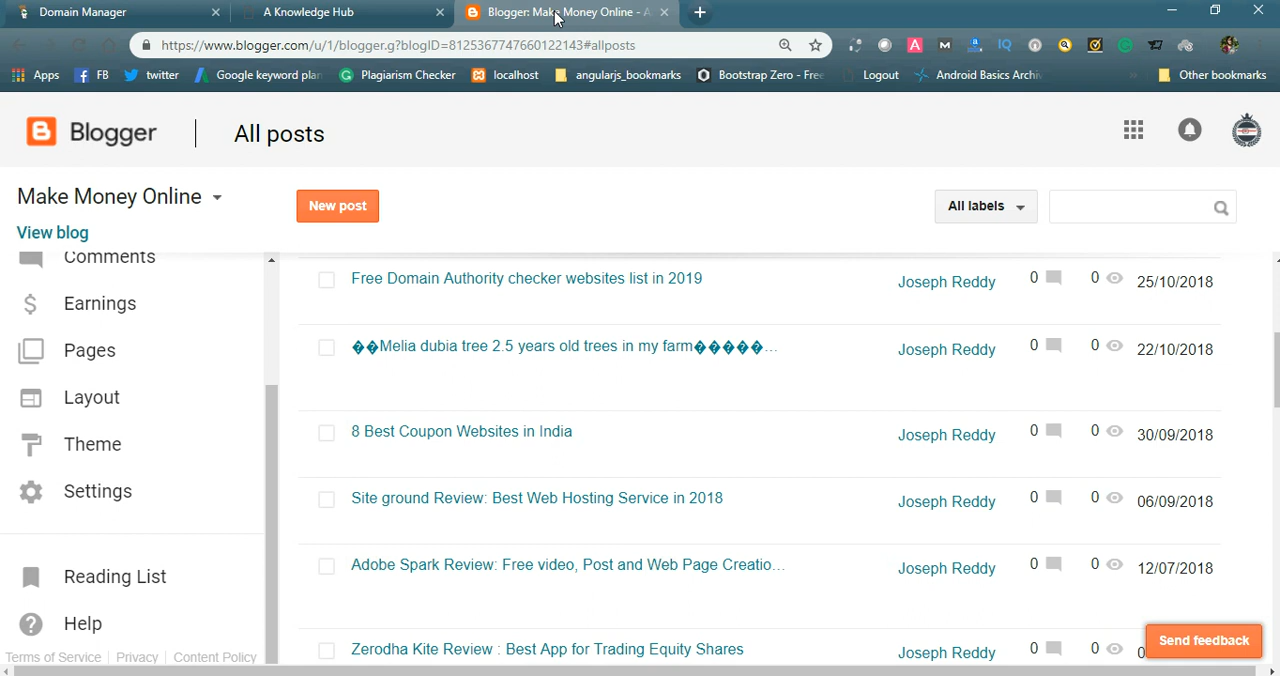 Domain Manager
A Knowledge Hub
Blogger: Make Money Online - A
https://www.blogger.com/u/1/blogger.g?blogID=8125367747660122143#allposts
Apps
FB
twitter
Google keyword plan
Plagiarism Checker
localhost
angularjs_bookmarks
Bootstrap Zero - Free
Logout
Android Basics Archiv
Other bookmarks
Blogger
All posts
Make Money Online
New post
All labels
View blog
Comments
Free Domain Authority checker websites list in 2019 Joseph Reddy 0 0 25/10/2018
Earnings
��Melia dubia tree 2.5 years old trees in my farm�����... Joseph Reddy 0 0 22/10/2018
Pages
Layout
8 Best Coupon Websites in India Joseph Reddy 0 0 30/09/2018
Theme
Settings
Site ground Review: Best Web Hosting Service in 2018 Joseph Reddy 0 0 06/09/2018
Adobe Spark Review: Free video, Post and Web Page Creatio... Joseph Reddy 0 0 12/07/2018
Reading List
Help
Send feedback
Zerodha Kite Review : Best App for Trading Equity Shares Joseph Reddy 0 0
Terms of Service
Privacy
Content Policy